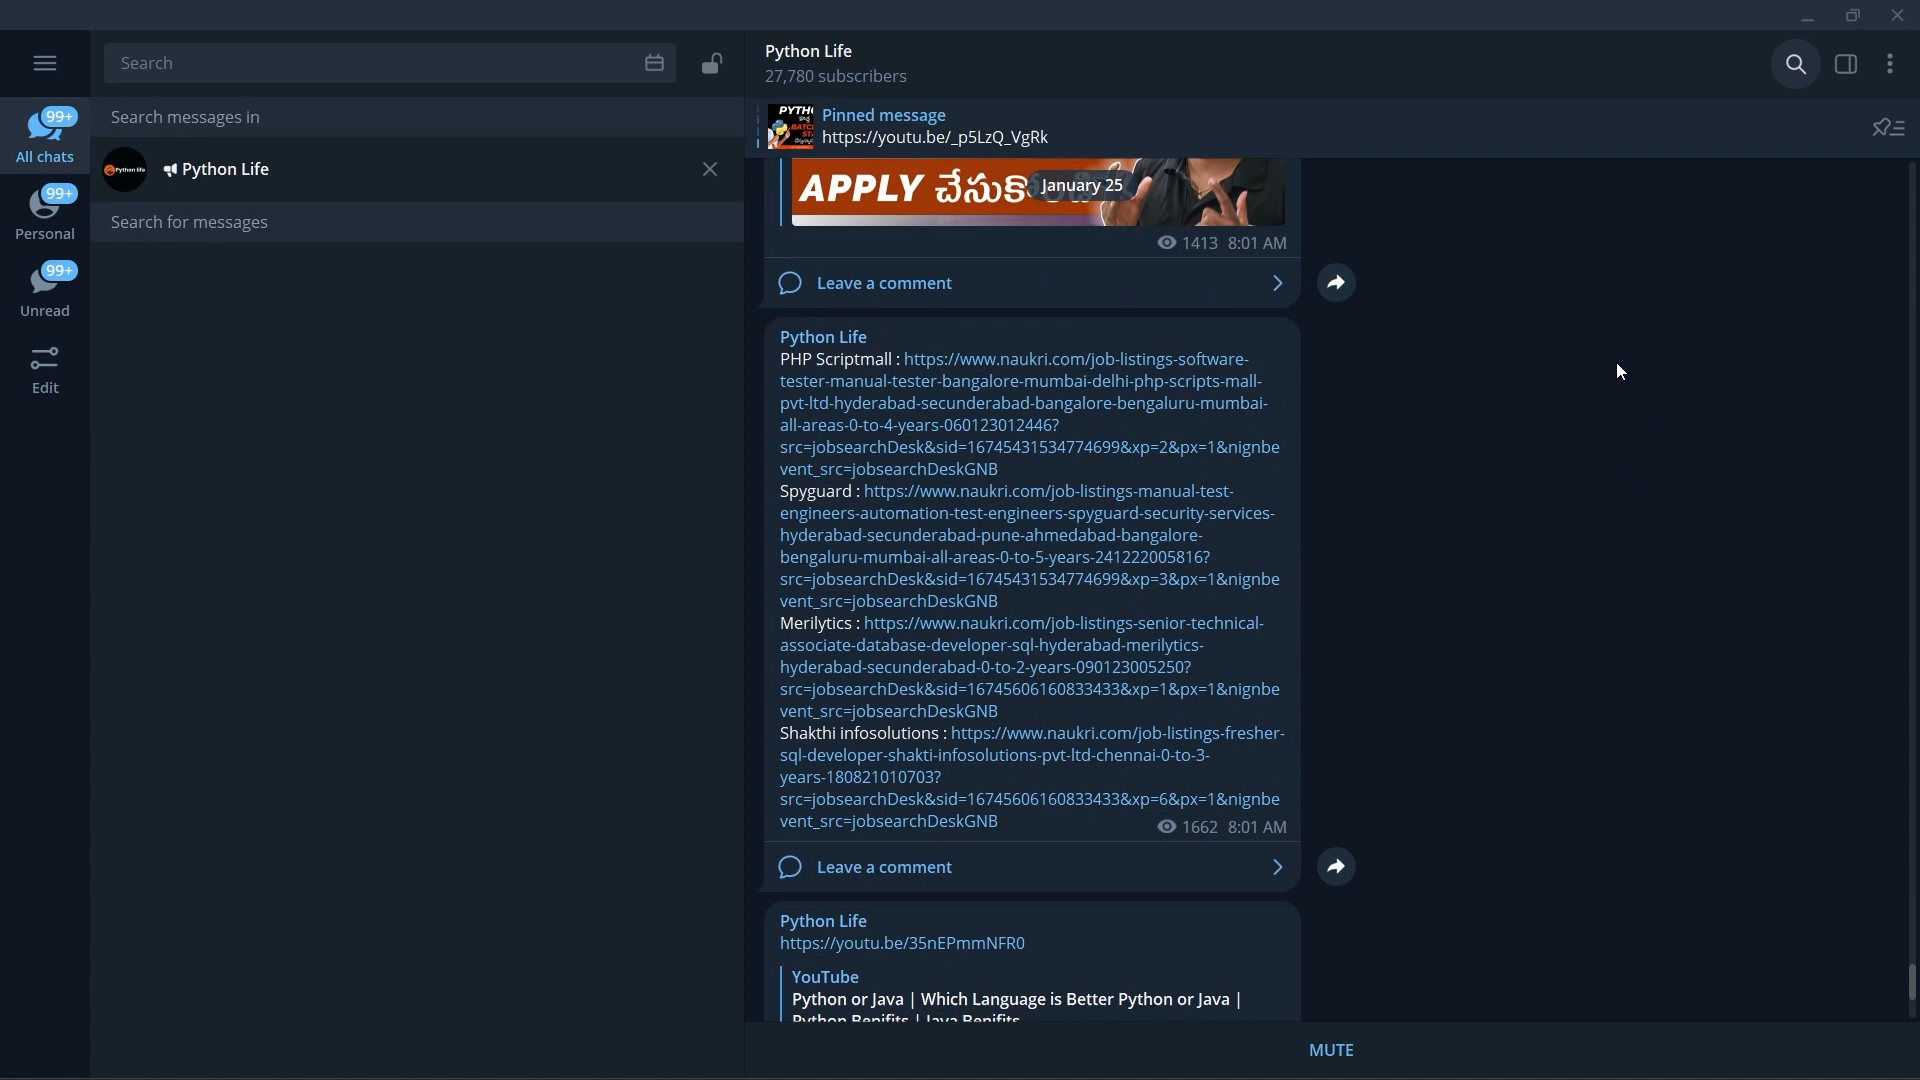 Search
Search messages in
99+
All chats
Python Life
99+
Personal
Search for messages
99+
Unread
Edit
Python Life
27,780 subscribers
Pinned message
https://youtu.be/_p5LzQ_VgRk
January 25
APPLY
1413 8:01 AM
Leave a comment
Python Life
PHP Scriptmall : https://www.naukri.com/job-listings-software-
tester-manual-tester-bangalore-mumbai-delhi-php-scripts-mall-
pvt-ltd-hyderabad-secunderabad-bangalore-bengaluru-mumbai-
all-areas-0-to-4-years-060123012446?
src=jobsearchDesk&sid=16745431534774699&xp=2&px=1&nignbe
vent_src=jobsearchDeskGNB
Spyguard : https://www.naukri.com/job-listings-manual-test-
engineers-automation-test-engineers-spyguard-security-services-
hyderabad-secunderabad-pune-ahmedabad-bangalore-
bengaluru-mumbai-all-areas-0-to-5-years-241222005816?
src=jobsearchDesk&sid=16745431534774699&xp=3&px=1&nignbe
vent_src=jobsearchDeskGNB
Merilytics : https://www.naukri.com/job-listings-senior-technical-
associate-database-developer-sql-hyderabad-merilytics-
hyderabad-secunderabad-0-to-2-years-090123005250?
src=jobsearchDesk&sid=16745606160833433&xp=1&px=1&nignbe
vent_src=jobsearchDeskGNB
Shakthi infosolutions : https://www.naukri.com/job-listings-fresher-
sql-developer-shakti-infosolutions-pvt-ltd-chennai-0-to-3-
years-180821010703?
src=jobsearchDesk&sid=16745606160833433&xp=6&px=1&nignbe
vent_src=jobsearchDeskGNB
1662 8:01 AM
Leave a comment
Python Life
https://youtu.be/35nEPmmNFR0
YouTube
Python or Java | Which Language is Better Python or Java |
Python Benifits | Java Benifits
MUTE